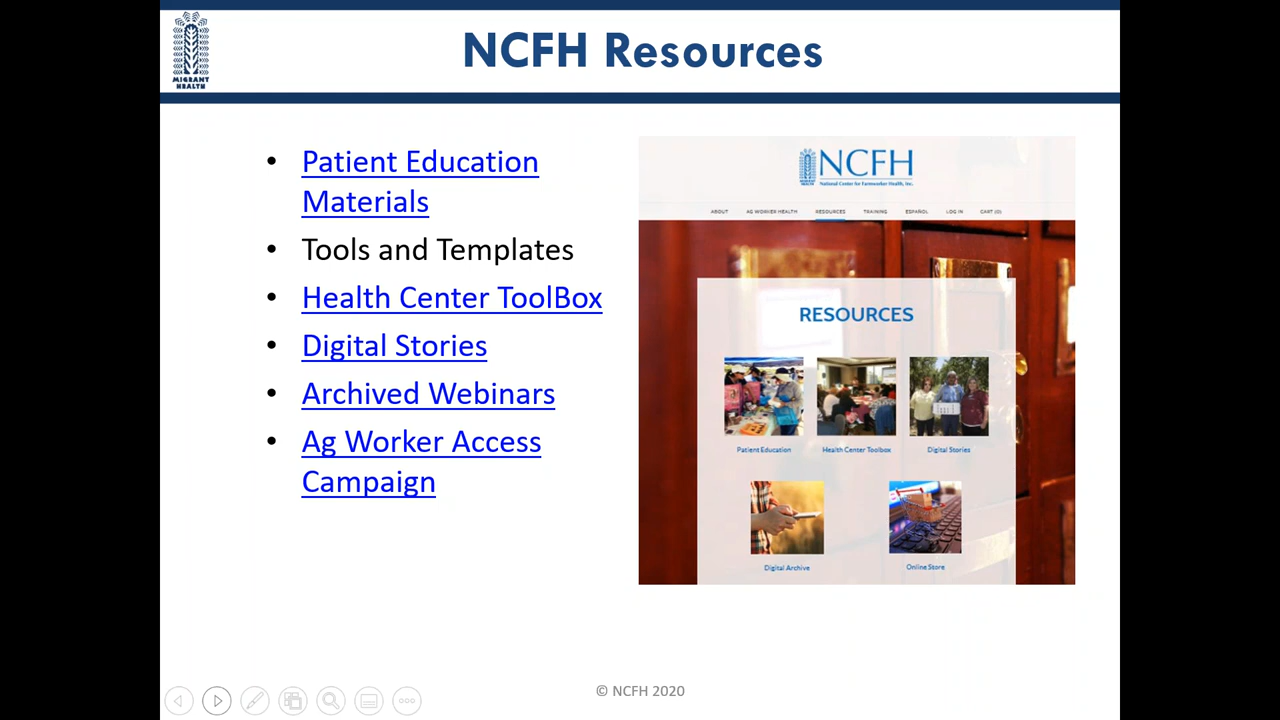 MIGRANT
HEALTH
NCFH Resources
• Patient Education
Materials
• Tools and Templates
• Health Center ToolBox
• Digital Stories
• Archived Webinars
• Ag Worker Access
Campaign
NCFH
National Center for Farmworker Health, Inc.
ABOUT AG WORKER HEALTH RESOURCES TRAINING ESPAÑOL LOG IN CART (0)
RESOURCES
Patient Education Health Center Toolbox Digital Stories
Digital Archive Online Store
© NCFH 2020